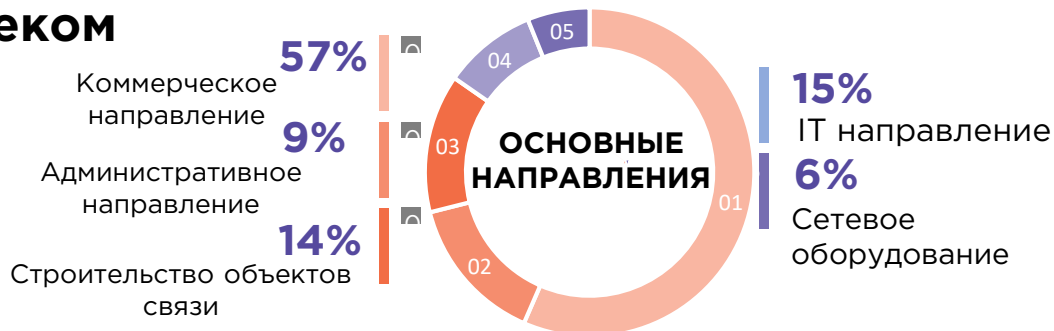 еком
57%
Коммерческое
направление
9%
Административное
направление
14%
Строительство объектов
связи
05
04
03
02
01
ОСНОВНЫЕ
НАПРАВЛЕНИЯ
15%
IT направление
6%
Сетевое
оборудование